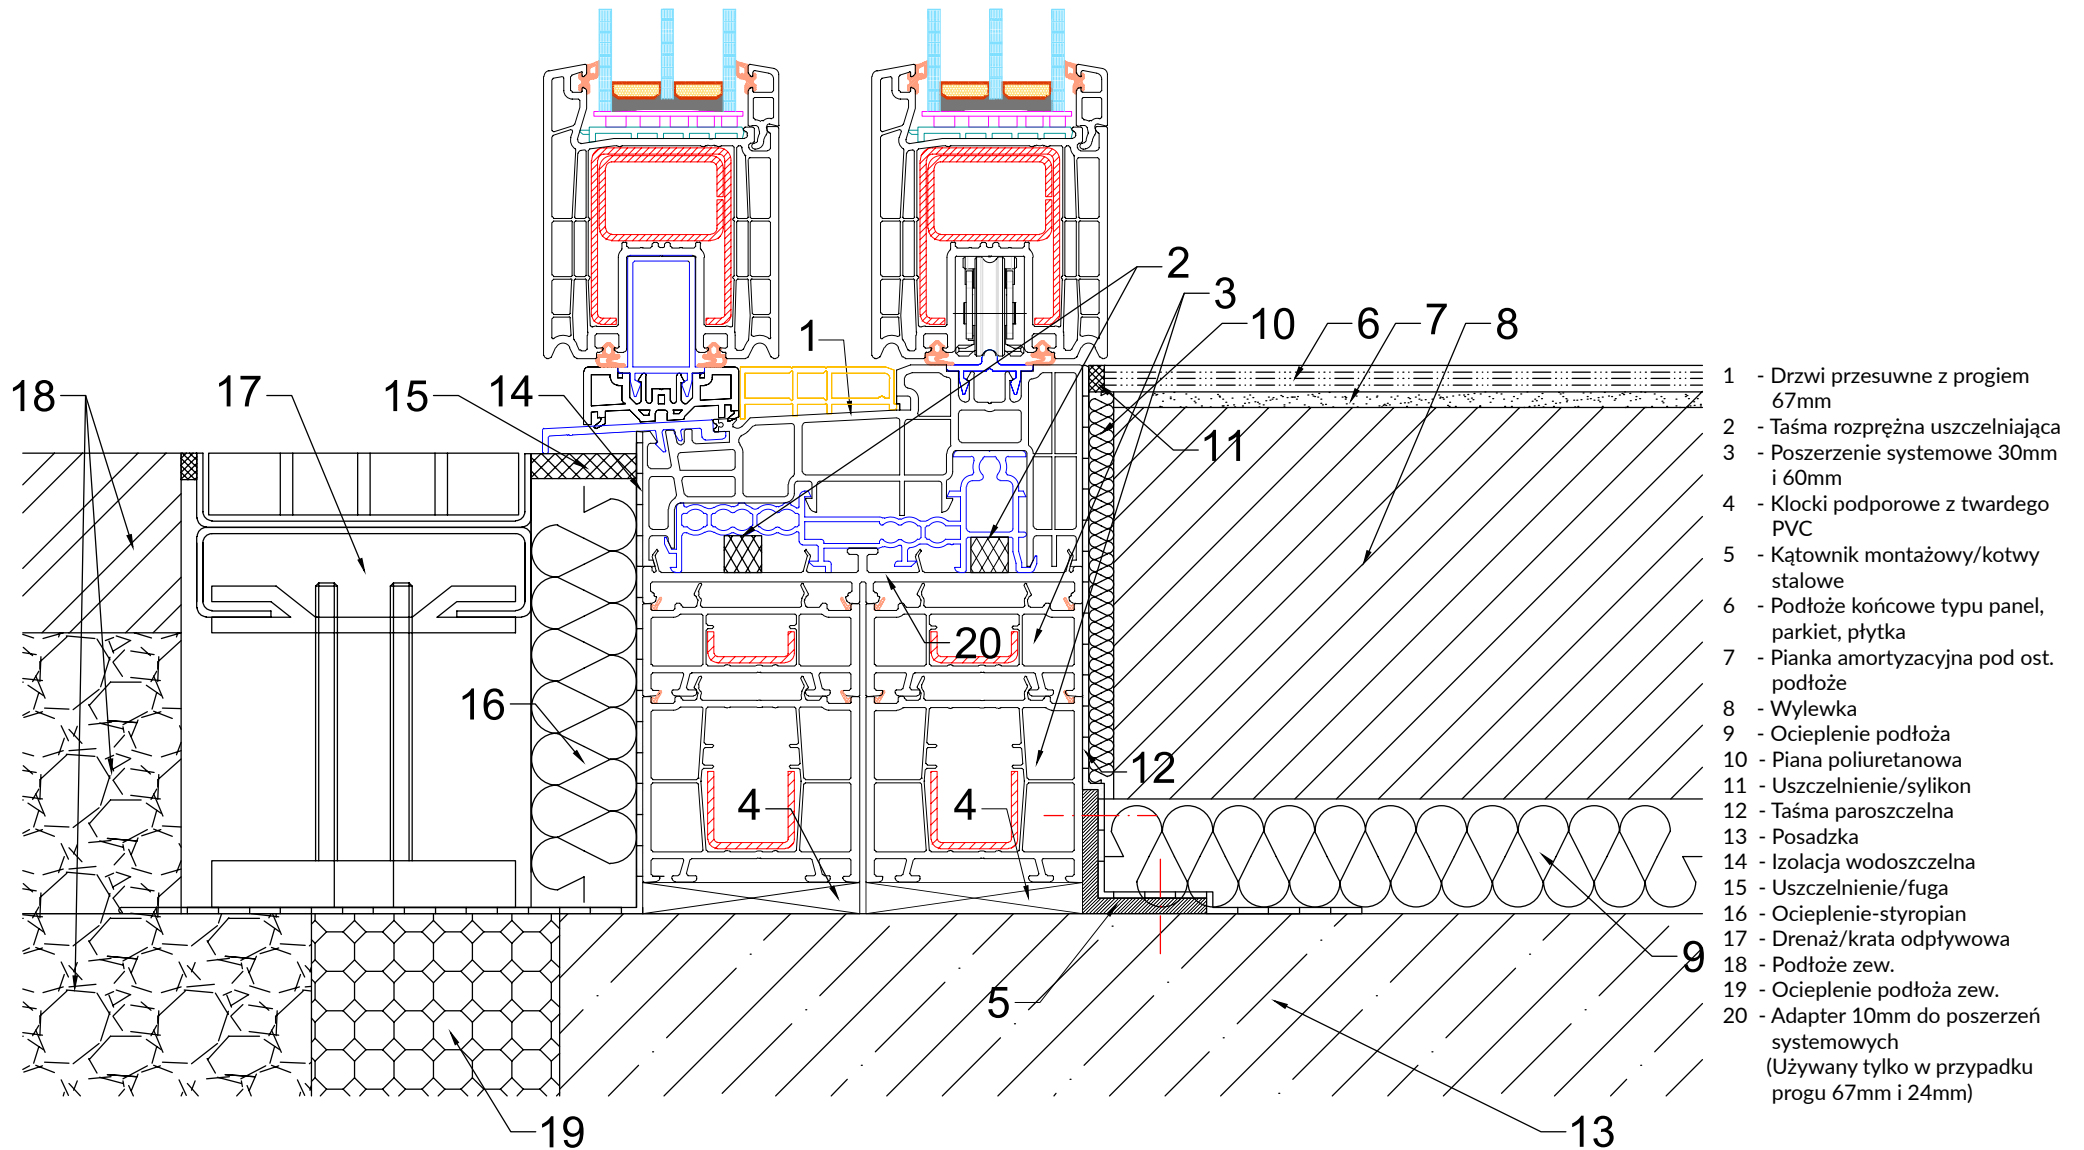 2
3
1
10
6
7
8
18
17
15
14
11
20
16
12
4
4
9
5
19
13
1 - Drzwi przesuwne z progiem
67mm
2 - Taśma rozprężna uszczelniająca
3 - Poszerzenie systemowe 30mm
i 60mm
4 - Klocki podporowe z twardego
PVC
5 - Kątownik montażowy/kotwy
stalowe
6 - Podłoże końcowe typu panel,
parkiet, płytka
7 - Pianka amortyzacyjna pod ost.
podłoże
8 - Wylewka
9 - Ocieplenie podłoża
10 - Piana poliuretanowa
11 - Uszczelnienie/sylikon
12 - Taśma paroszczelna
13 - Posadzka
14 - Izolacja wodoszczelna
15 - Uszczelnienie/fuga
16 - Ocieplenie-styropian
17 - Drenaż/krata odpływowa
18 - Podłoże zew.
19 - Ocieplenie podłoża zew.
20 - Adapter 10mm do poszerzeń
systemowych
(Używany tylko w przypadku
progu 67mm i 24mm)